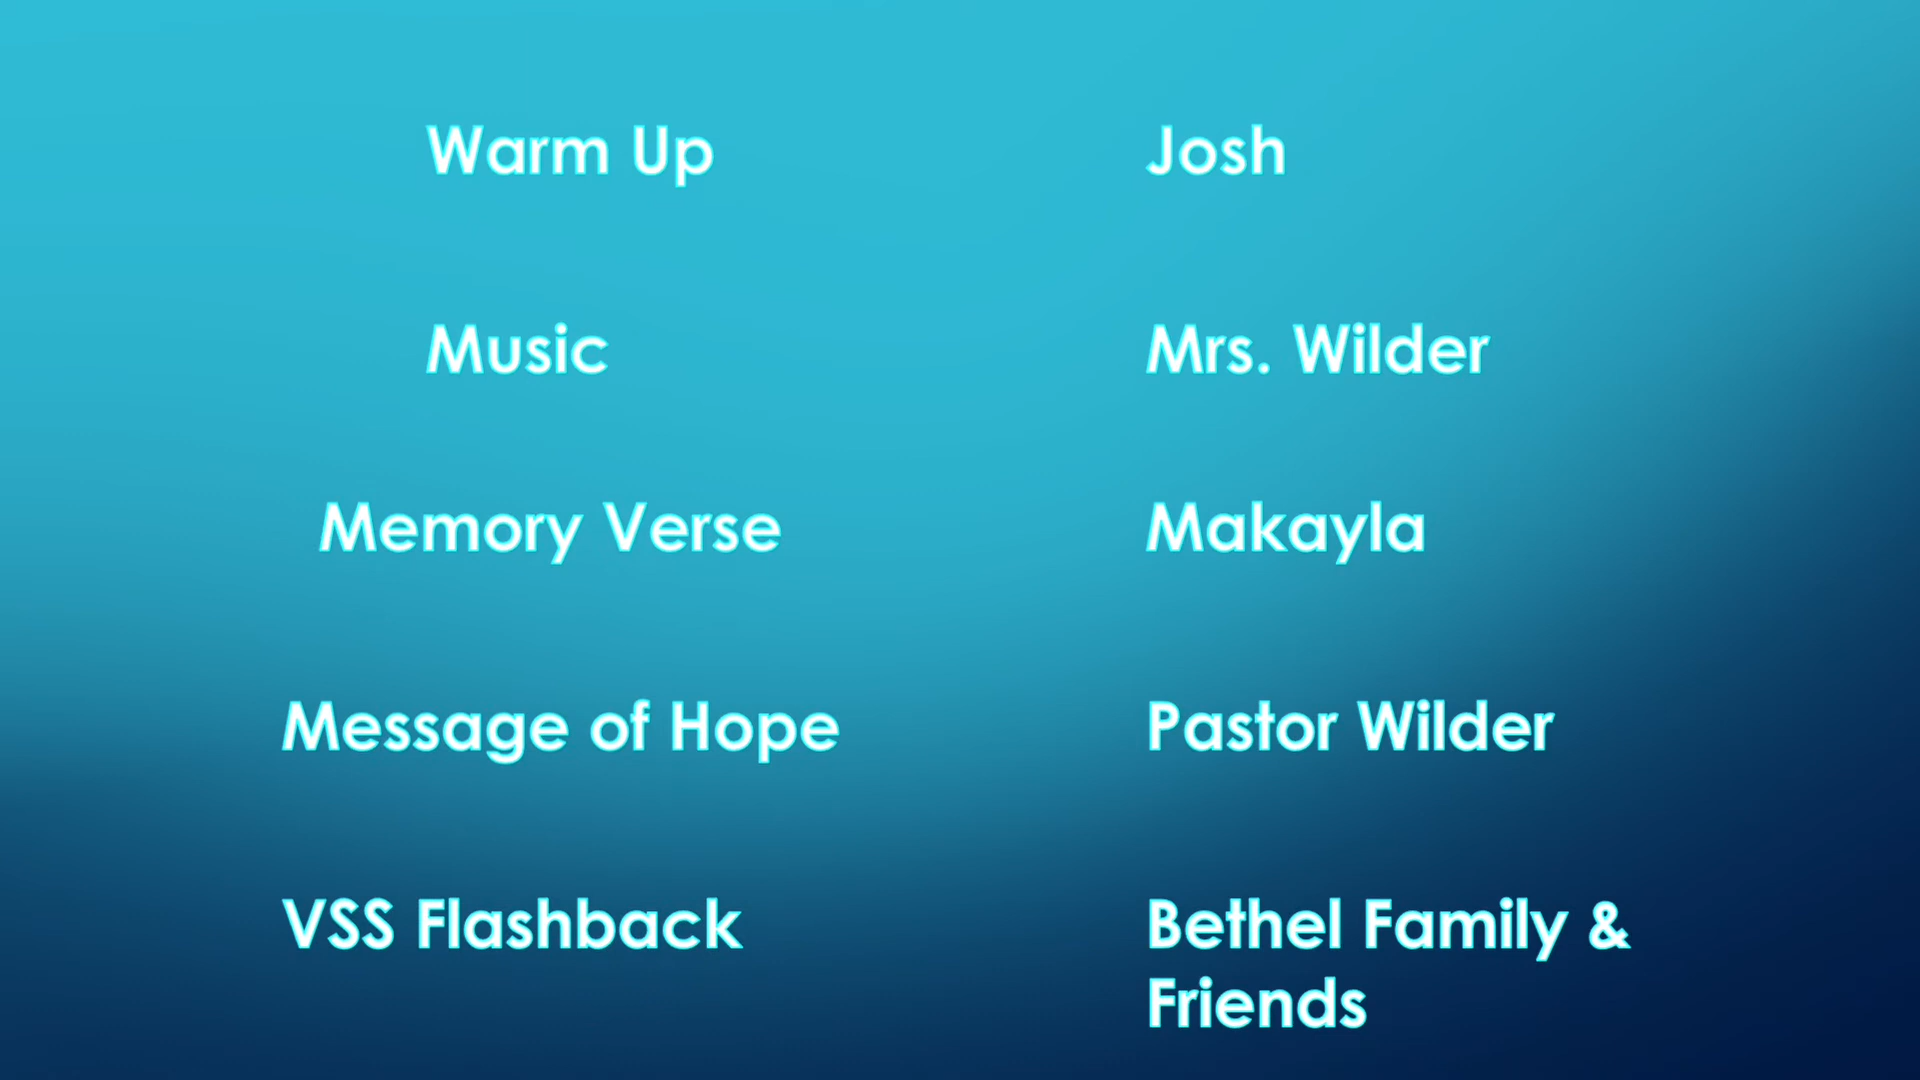 Warm Up Josh
Music Mrs. Wilder
Memory Verse Makayla
Message of Hope Pastor Wilder
VSS Flashback Bethel Family &
Friends